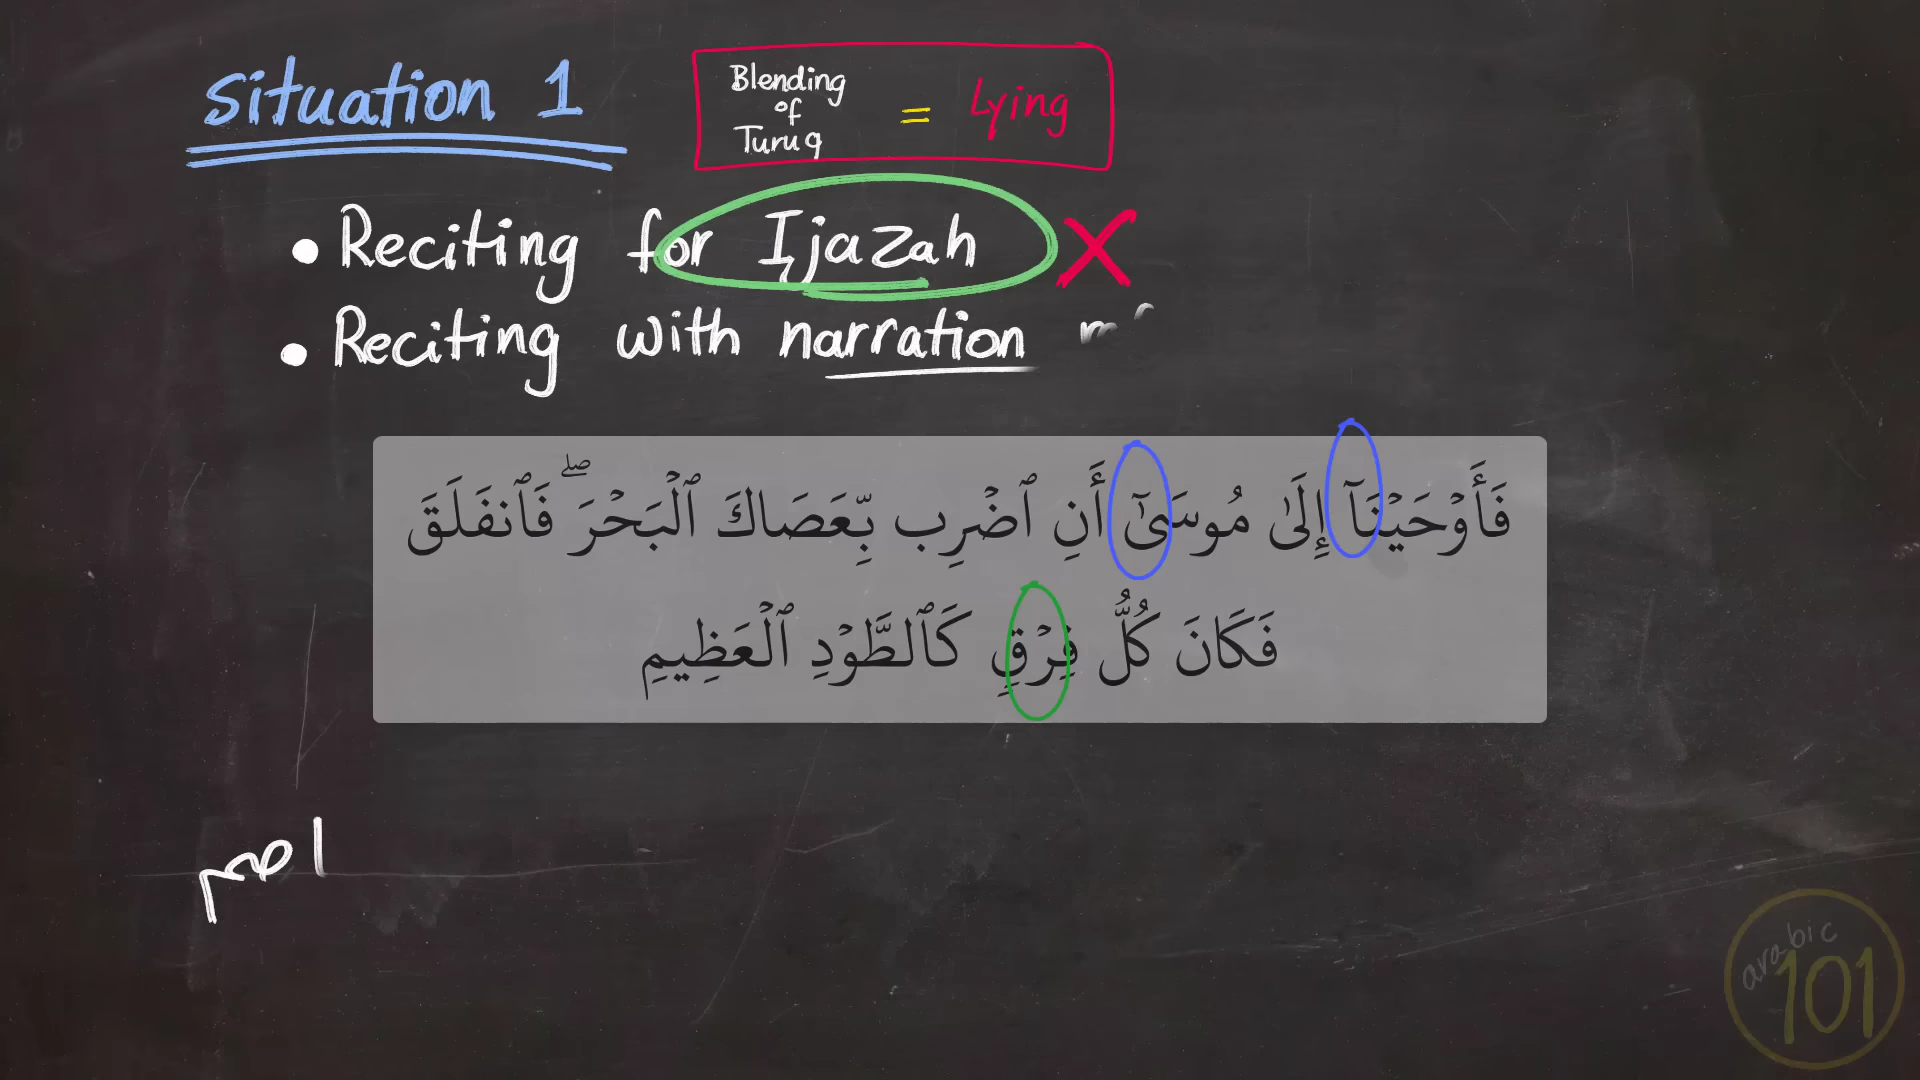 Situation 1
Blending
of
Turuq
= Lying
• Reciting for Ijazah X
• Reciting with narration
فَأَوْحَيْنَآ إِلَىٰ مُوسَىٰٓ أَنِ ٱضْرِب بِّعَصَاكَ ٱلْبَحْرَ ۖ فَٱنفَلَقَ
فَكَانَ كُلُّ فِرْقٍ كَٱلطَّوْدِ ٱلْعَظِيمِ
arabic
101